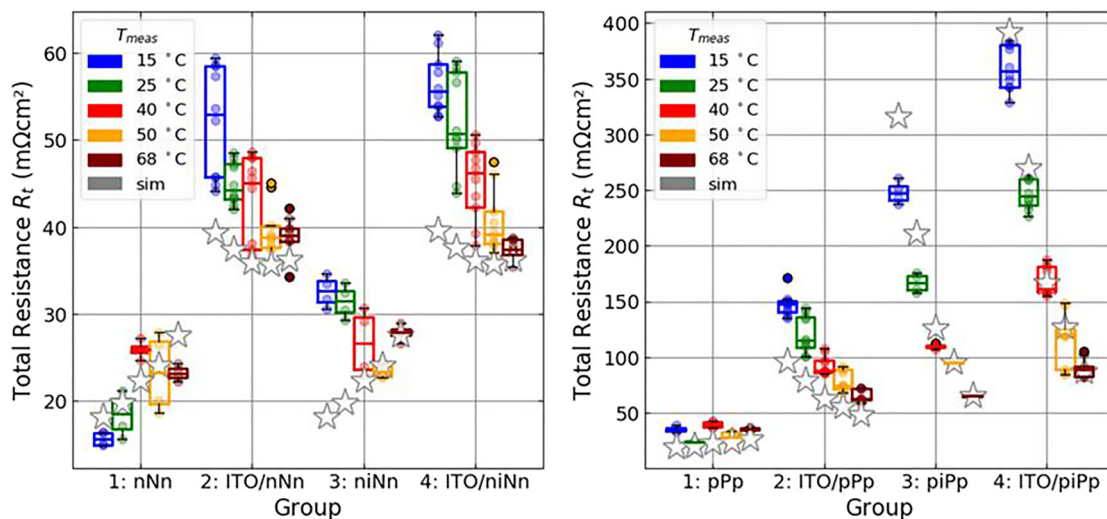 T_meas
15 °C
25 °C
40 °C
50 °C
68 °C
sim
Total Resistance R_t (mΩcm²)
60
50
40
30
20
1: nNn 2: ITO/nNn 3: niNn 4: ITO/niNn
Group
T_meas
15 °C
25 °C
40 °C
50 °C
68 °C
sim
Total Resistance R_t (mΩcm²)
400
350
300
250
200
150
100
50
1: pPp 2: ITO/pPp 3: piPp 4: ITO/piPp
Group